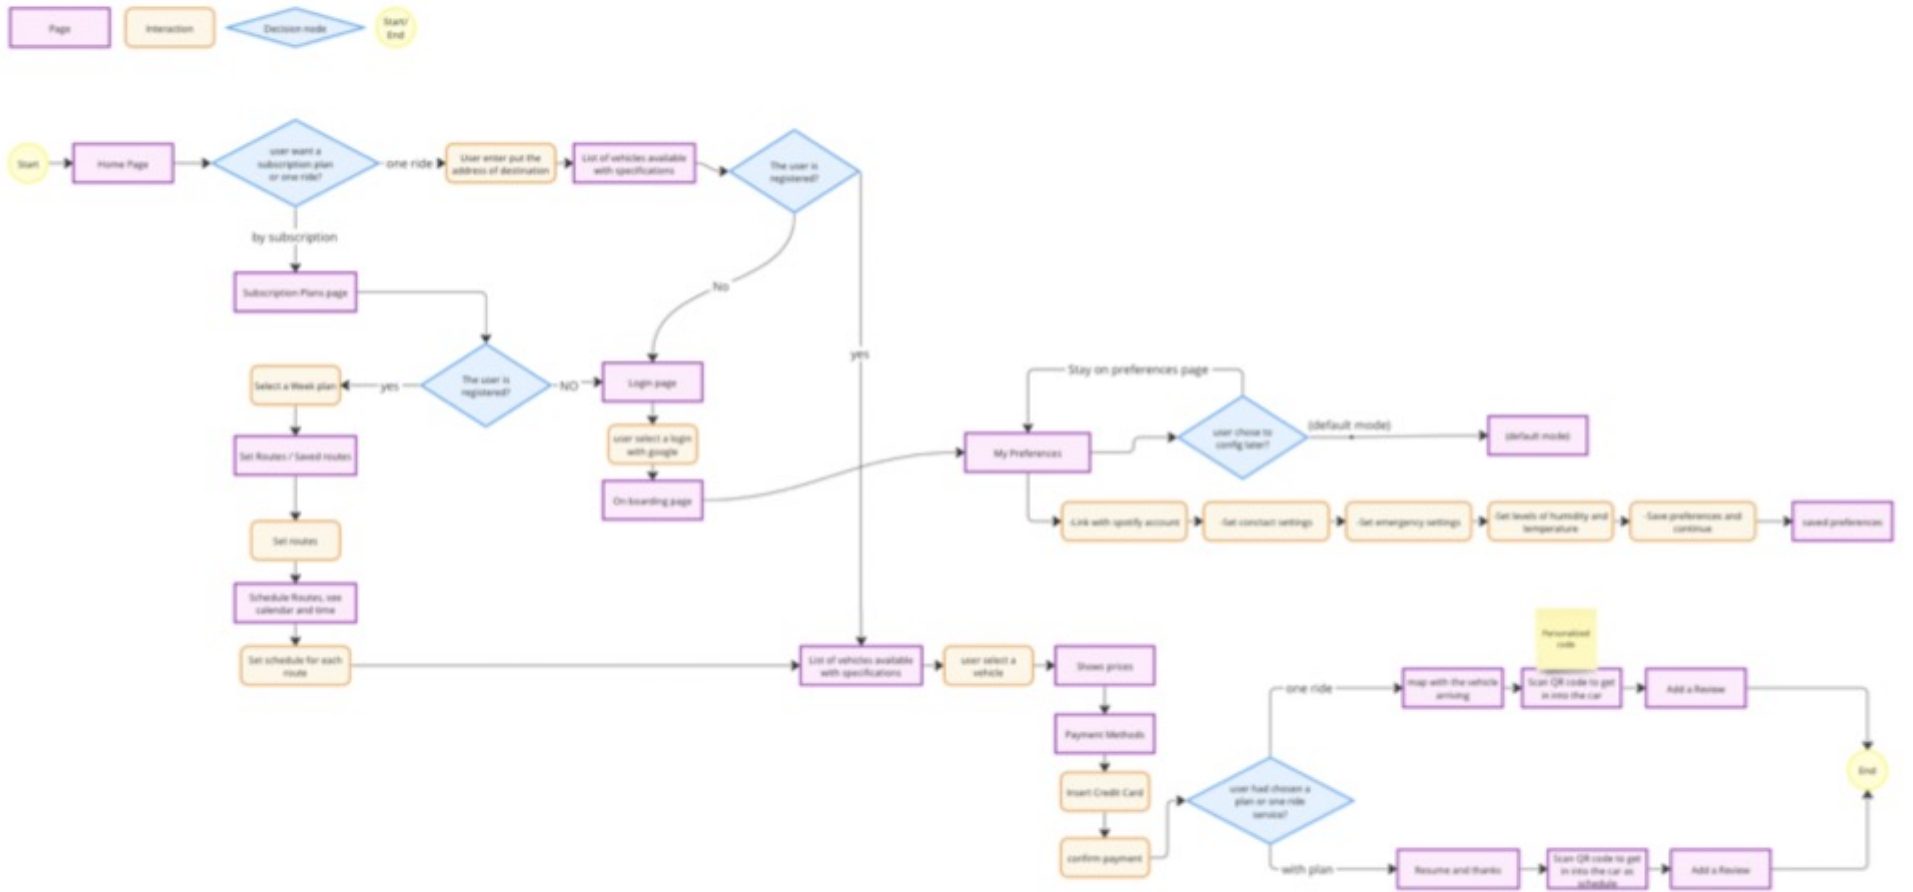 Page
Interaction
Decision node
Start/
End
Start
Home Page
user want a
subscription plan
or one ride?
one ride
User enter put the
address of destination
List of vehicles available
with specifications
The user is
registered?
by subscription
Subscription Plans page
No
yes
Select a Week plan
yes
The user is
registered?
NO
Login page
user select a login
with google
On boarding page
Set Routes / Saved routes
Set routes
Schedule Routes, see
calendar and time
Set schedule for each
route
Stay on preferences page
My Preferences
user chose to
config later?
(default mode)
(default mode)
-Link with spotify account
-Set constact settings
-Set emergency settings
-Set levels of humidity and
temperature
-Save preferences and
continue
saved preferences
List of vehicles available
with specifications
user select a
vehicle
Shows prices
Payment Methods
Insert Credit Card
confirm payment
user had chosen a
plan or one ride
service?
one ride
map with the vehicle
arriving
Personalized
code
Scan QR code to get
in into the car
Add a Review
End
with plan
Resume and thanks
Scan QR code to get
in into the car as
schedule
Add a Review